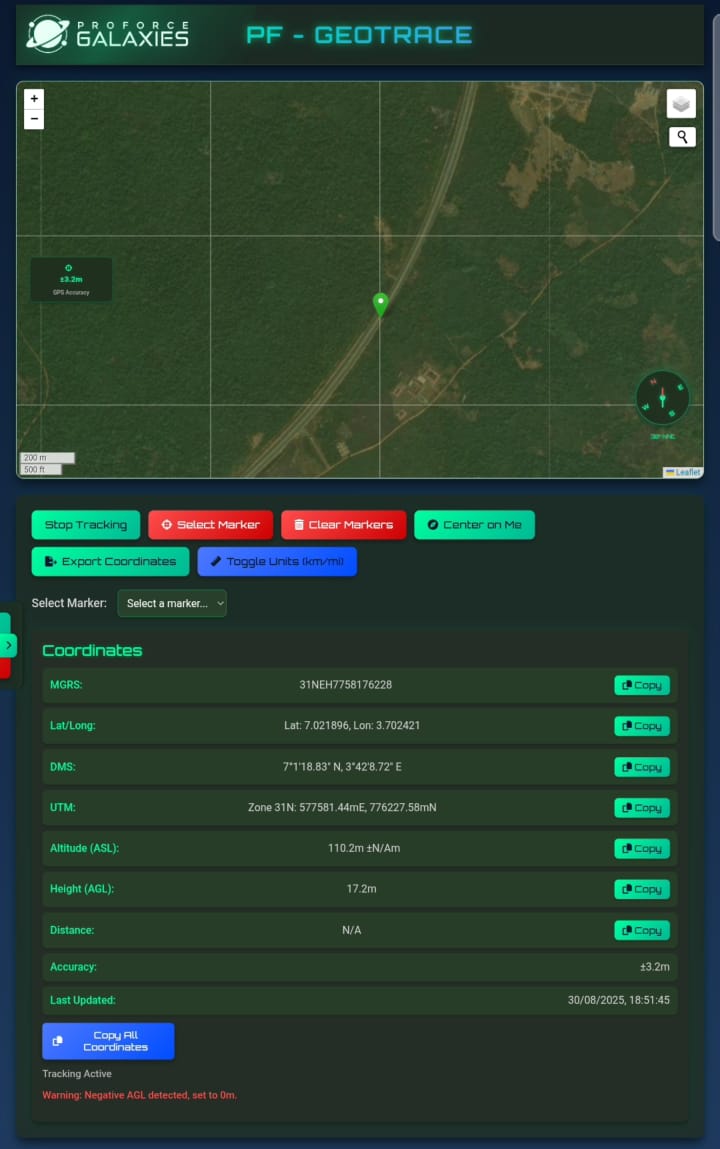 PROFORCE
GALAXIES
PF - GEOTRACE
+
−
±3.2m
GPS Accuracy
N
E
W
S
30° NNE
200 m
500 ft
Leaflet
Stop Tracking
Select Marker
Clear Markers
Center on Me
Export Coordinates
Toggle Units (km/mi)
Select Marker: Select a marker...
Coordinates
MGRS: 31NEH7758176228 Copy
Lat/Long: Lat: 7.021896, Lon: 3.702421 Copy
DMS: 7°1'18.83" N, 3°42'8.72" E Copy
UTM: Zone 31N: 577581.44mE, 776227.58mN Copy
Altitude (ASL): 110.2m ±N/Am Copy
Height (AGL): 17.2m Copy
Distance: N/A Copy
Accuracy: ±3.2m
Last Updated: 30/08/2025, 18:51:45
Copy All
Coordinates
Tracking Active
Warning: Negative AGL detected, set to 0m.